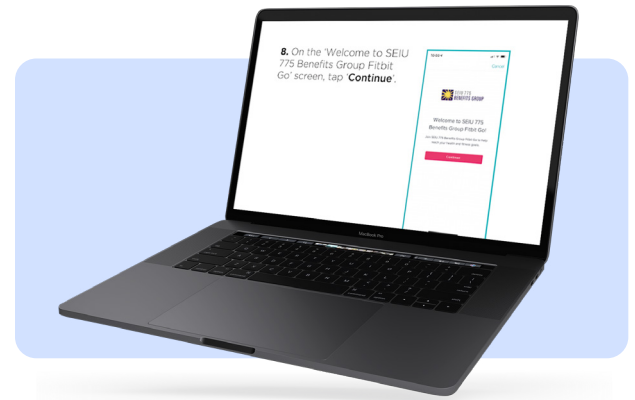 8. On the 'Welcome to SEIU
775 Benefits Group Fitbit
Go' screen, tap 'Continue'.
Cancel
SEIU 775
BENEFITS GROUP
Welcome to SEIU 775
Benefits Group Fitbit Go!
Continue
MacBook Pro